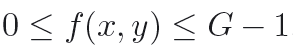 0 ≤ f(x, y) ≤ G − 1